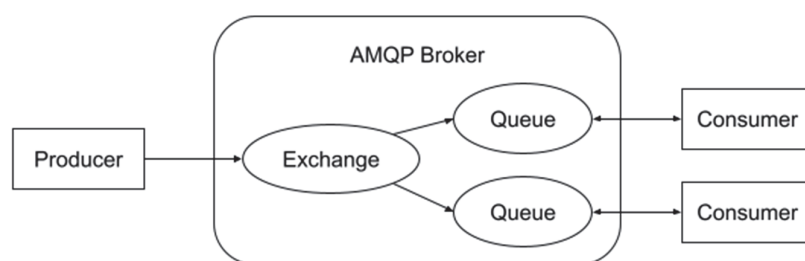 AMQP Broker
Producer
Exchange
Queue
Consumer
Queue
Consumer